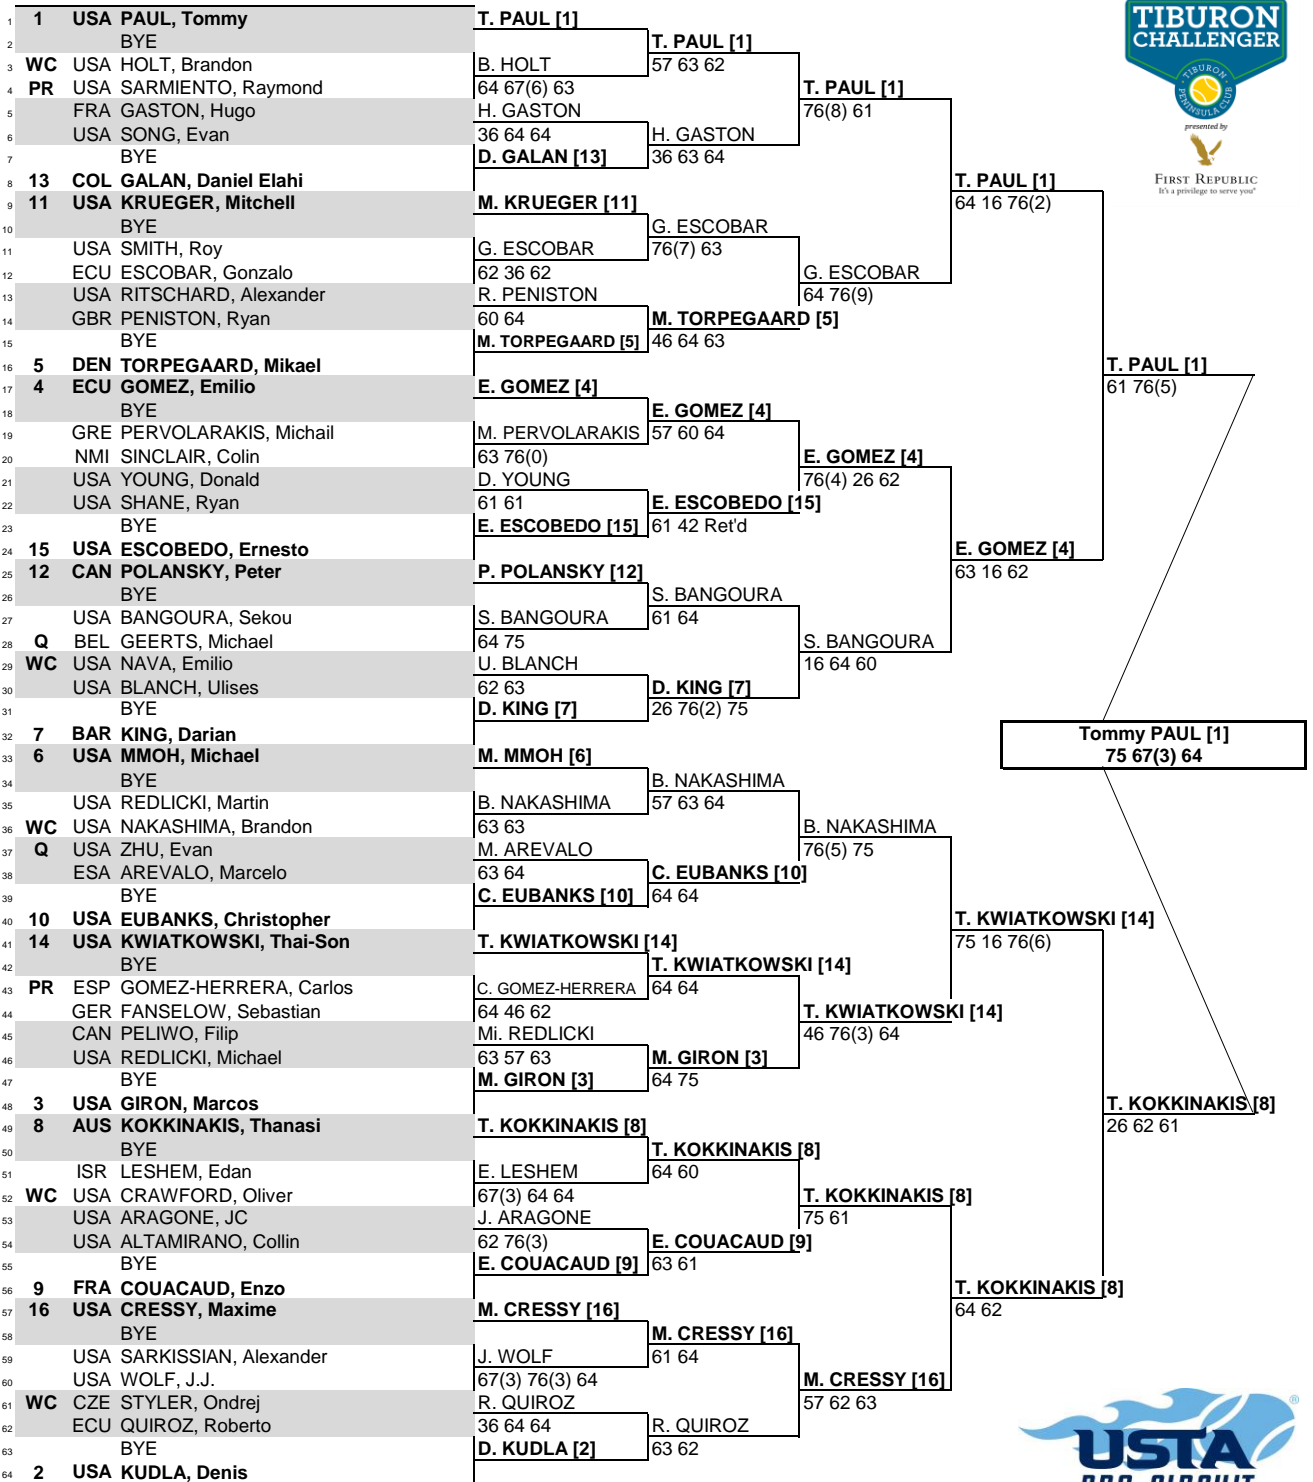 1 1 USA PAUL, Tommy
2 BYE
3 WC USA HOLT, Brandon
4 PR USA SARMIENTO, Raymond
5 FRA GASTON, Hugo
6 USA SONG, Evan
7 BYE
8 13 COL GALAN, Daniel Elahi
9 11 USA KRUEGER, Mitchell
10 BYE
11 USA SMITH, Roy
12 ECU ESCOBAR, Gonzalo
13 USA RITSCHARD, Alexander
14 GBR PENISTON, Ryan
15 BYE
16 5 DEN TORPEGAARD, Mikael
17 4 ECU GOMEZ, Emilio
18 BYE
19 GRE PERVOLARAKIS, Michail
20 NMI SINCLAIR, Colin
21 USA YOUNG, Donald
22 USA SHANE, Ryan
23 BYE
24 15 USA ESCOBEDO, Ernesto
25 12 CAN POLANSKY, Peter
26 BYE
27 USA BANGOURA, Sekou
28 Q BEL GEERTS, Michael
29 WC USA NAVA, Emilio
30 USA BLANCH, Ulises
31 BYE
32 7 BAR KING, Darian
33 6 USA MMOH, Michael
34 BYE
35 USA REDLICKI, Martin
36 WC USA NAKASHIMA, Brandon
37 Q USA ZHU, Evan
38 ESA AREVALO, Marcelo
39 BYE
40 10 USA EUBANKS, Christopher
41 14 USA KWIATKOWSKI, Thai-Son
42 BYE
43 PR ESP GOMEZ-HERRERA, Carlos
44 GER FANSELOW, Sebastian
45 CAN PELIWO, Filip
46 USA REDLICKI, Michael
47 BYE
48 3 USA GIRON, Marcos
49 8 AUS KOKKINAKIS, Thanasi
50 BYE
51 ISR LESHEM, Edan
52 WC USA CRAWFORD, Oliver
53 USA ARAGONE, JC
54 USA ALTAMIRANO, Collin
55 BYE
56 9 FRA COUACAUD, Enzo
57 16 USA CRESSY, Maxime
58 BYE
59 USA SARKISSIAN, Alexander
60 USA WOLF, J.J.
61 WC CZE STYLER, Ondrej
62 ECU QUIROZ, Roberto
63 BYE
64 2 USA KUDLA, Denis
T. PAUL [1]
B. HOLT
64 67(6) 63
H. GASTON
36 64 64
D. GALAN [13]
M. KRUEGER [11]
G. ESCOBAR
62 36 62
R. PENISTON
60 64
M. TORPEGAARD [5]
E. GOMEZ [4]
M. PERVOLARAKIS
63 76(0)
D. YOUNG
61 61
E. ESCOBEDO [15]
P. POLANSKY [12]
S. BANGOURA
64 75
U. BLANCH
62 63
D. KING [7]
M. MMOH [6]
B. NAKASHIMA
63 63
M. AREVALO
63 64
C. EUBANKS [10]
T. KWIATKOWSKI [14]
C. GOMEZ-HERRERA
64 46 62
Mi. REDLICKI
63 57 63
M. GIRON [3]
T. KOKKINAKIS [8]
E. LESHEM
67(3) 64 64
J. ARAGONE
62 76(3)
E. COUACAUD [9]
M. CRESSY [16]
J. WOLF
67(3) 76(3) 64
R. QUIROZ
36 64 64
D. KUDLA [2]
T. PAUL [1]
57 63 62
H. GASTON
36 63 64
G. ESCOBAR
76(7) 63
M. TORPEGAARD [5]
46 64 63
E. GOMEZ [4]
57 60 64
E. ESCOBEDO [15]
61 42 Ret'd
S. BANGOURA
61 64
D. KING [7]
26 76(2) 75
B. NAKASHIMA
57 63 64
C. EUBANKS [10]
64 64
T. KWIATKOWSKI [14]
64 64
M. GIRON [3]
64 75
T. KOKKINAKIS [8]
64 60
E. COUACAUD [9]
63 61
M. CRESSY [16]
61 64
R. QUIROZ
63 62
T. PAUL [1]
76(8) 61
G. ESCOBAR
64 76(9)
E. GOMEZ [4]
76(4) 26 62
S. BANGOURA
16 64 60
B. NAKASHIMA
76(5) 75
T. KWIATKOWSKI [14]
46 76(3) 64
T. KOKKINAKIS [8]
75 61
M. CRESSY [16]
57 62 63
T. PAUL [1]
64 16 76(2)
E. GOMEZ [4]
63 16 62
T. KWIATKOWSKI [14]
75 16 76(6)
T. KOKKINAKIS [8]
64 62
T. PAUL [1]
61 76(5)
T. KOKKINAKIS [8]
26 62 61
Tommy PAUL [1]
75 67(3) 64
TIBURON
CHALLENGER
TIBURON
PENINSULA CLUB
presented by
FIRST REPUBLIC
It's a privilege to serve you®
USTA
PRO CIRCUIT